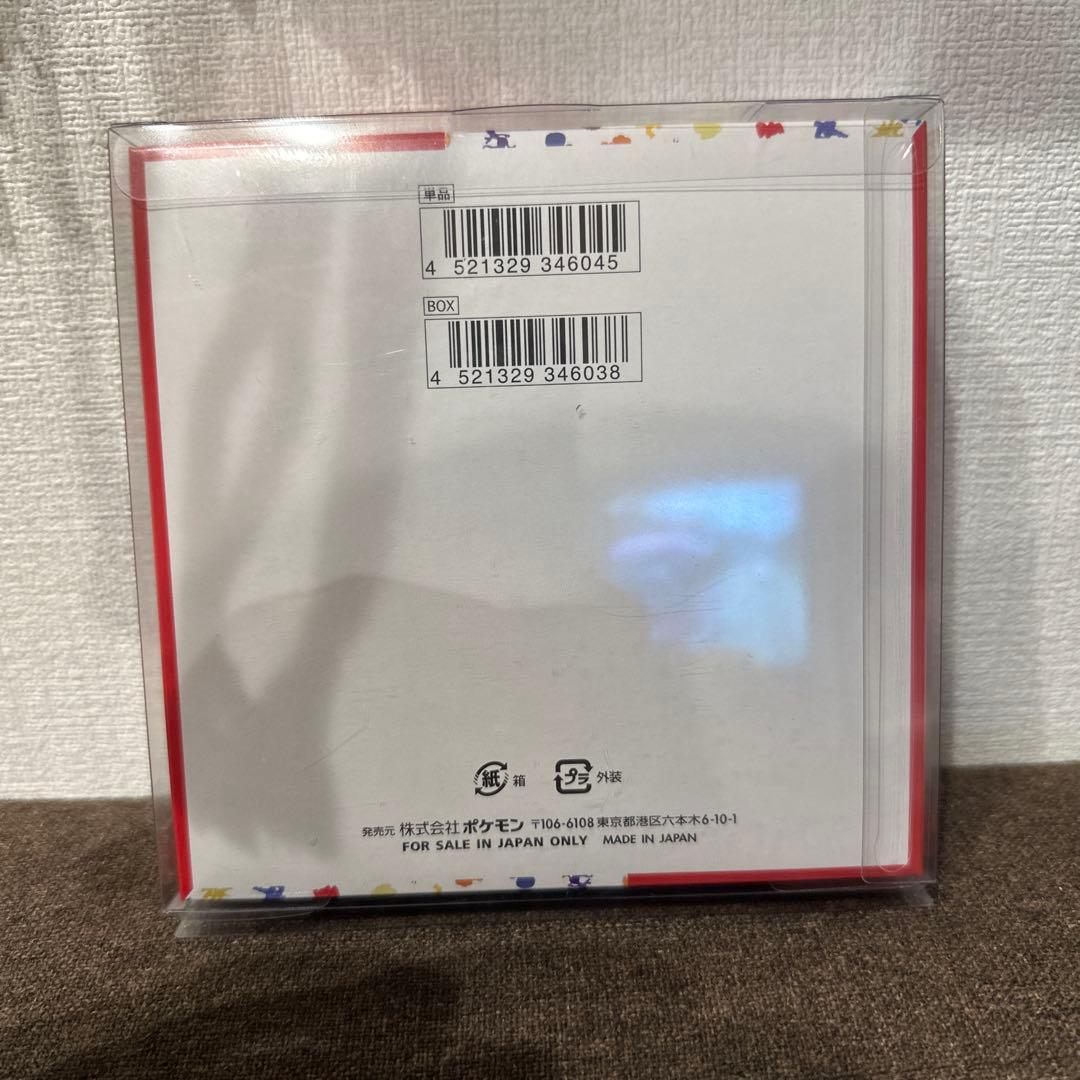 単品
4 521329 346045
BOX
4 521329 346038
紙 箱 プラ 外装
発売元 株式会社ポケモン 〒106-6108 東京都港区六本木6-10-1
FOR SALE IN JAPAN ONLY MADE IN JAPAN